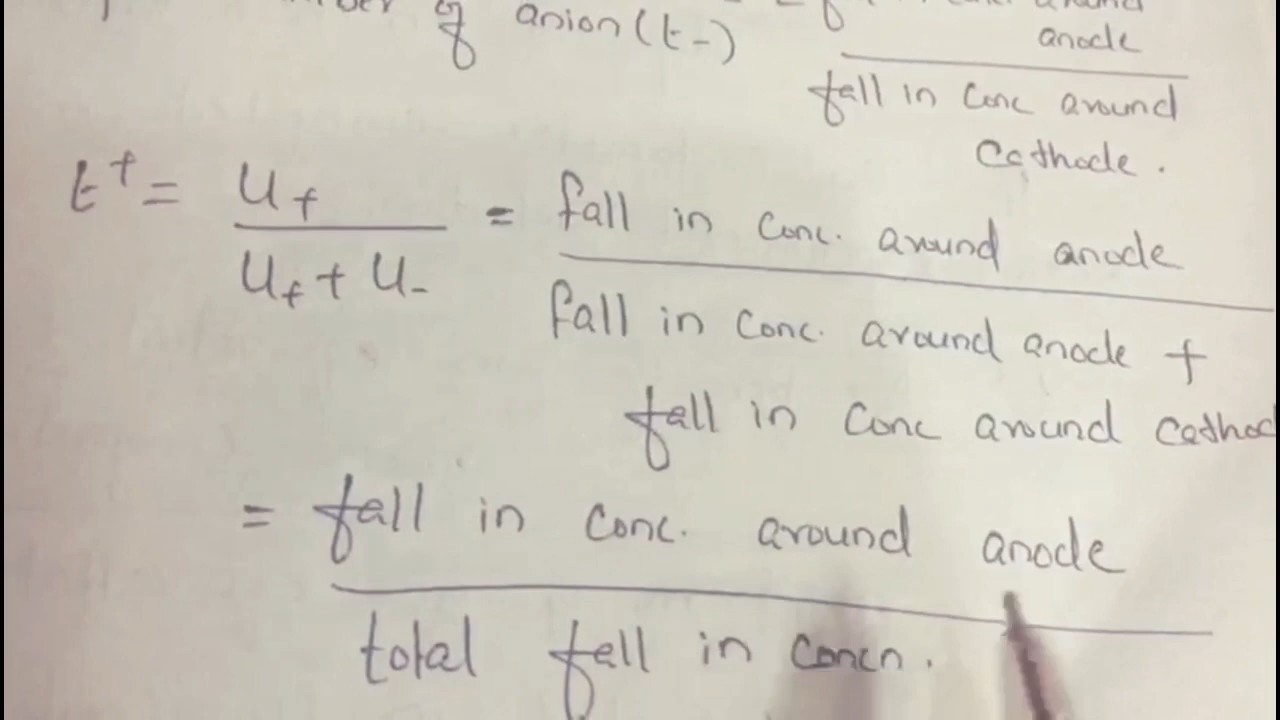 of anion (t-)
around
anode
fall in conc around
Cathode.
t+ = U+ / U+ + U- = fall in conc. around anode
fall in conc. around anode +
fall in conc around
= fall in conc. around anode
total fall in concn.